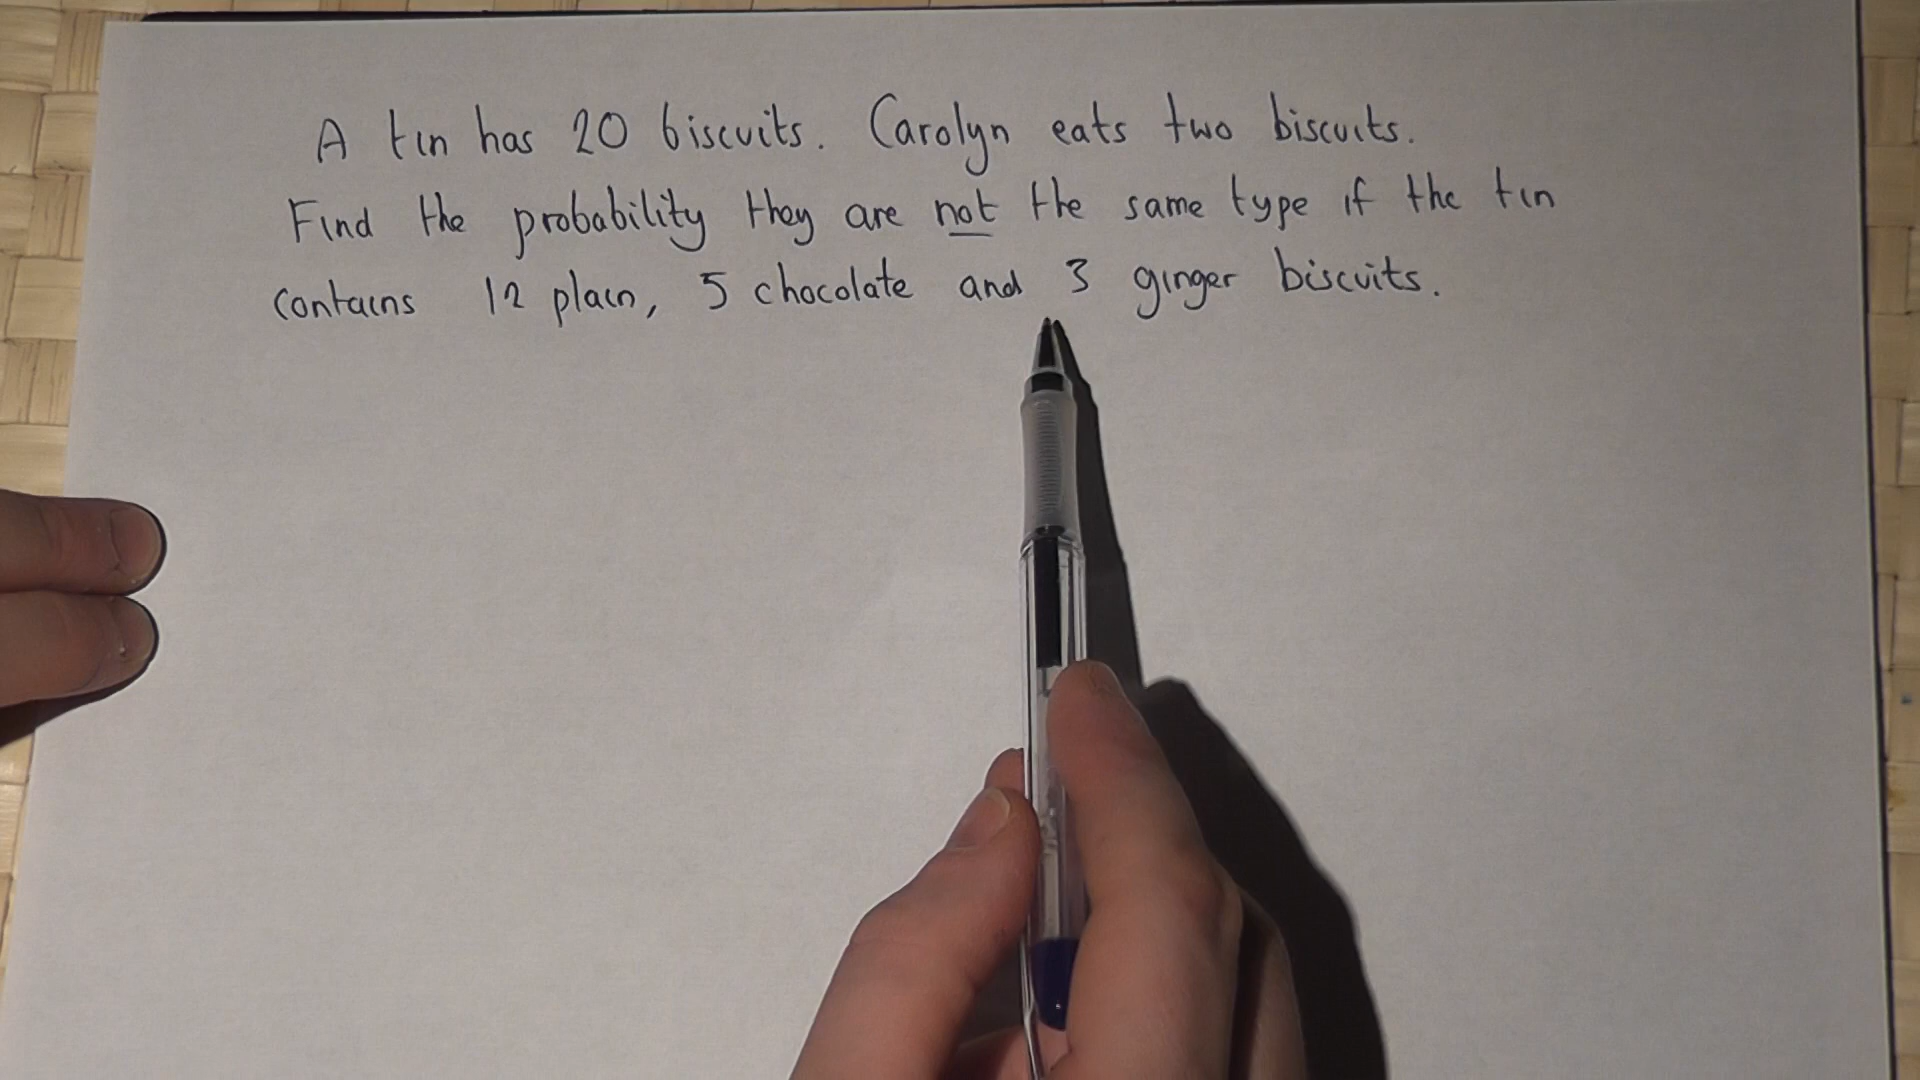 A tin has 20 biscuits. Carolyn eats two biscuits.
Find the probability they are not the same type if the tin
contains 12 plain, 5 chocolate and 3 ginger biscuits.